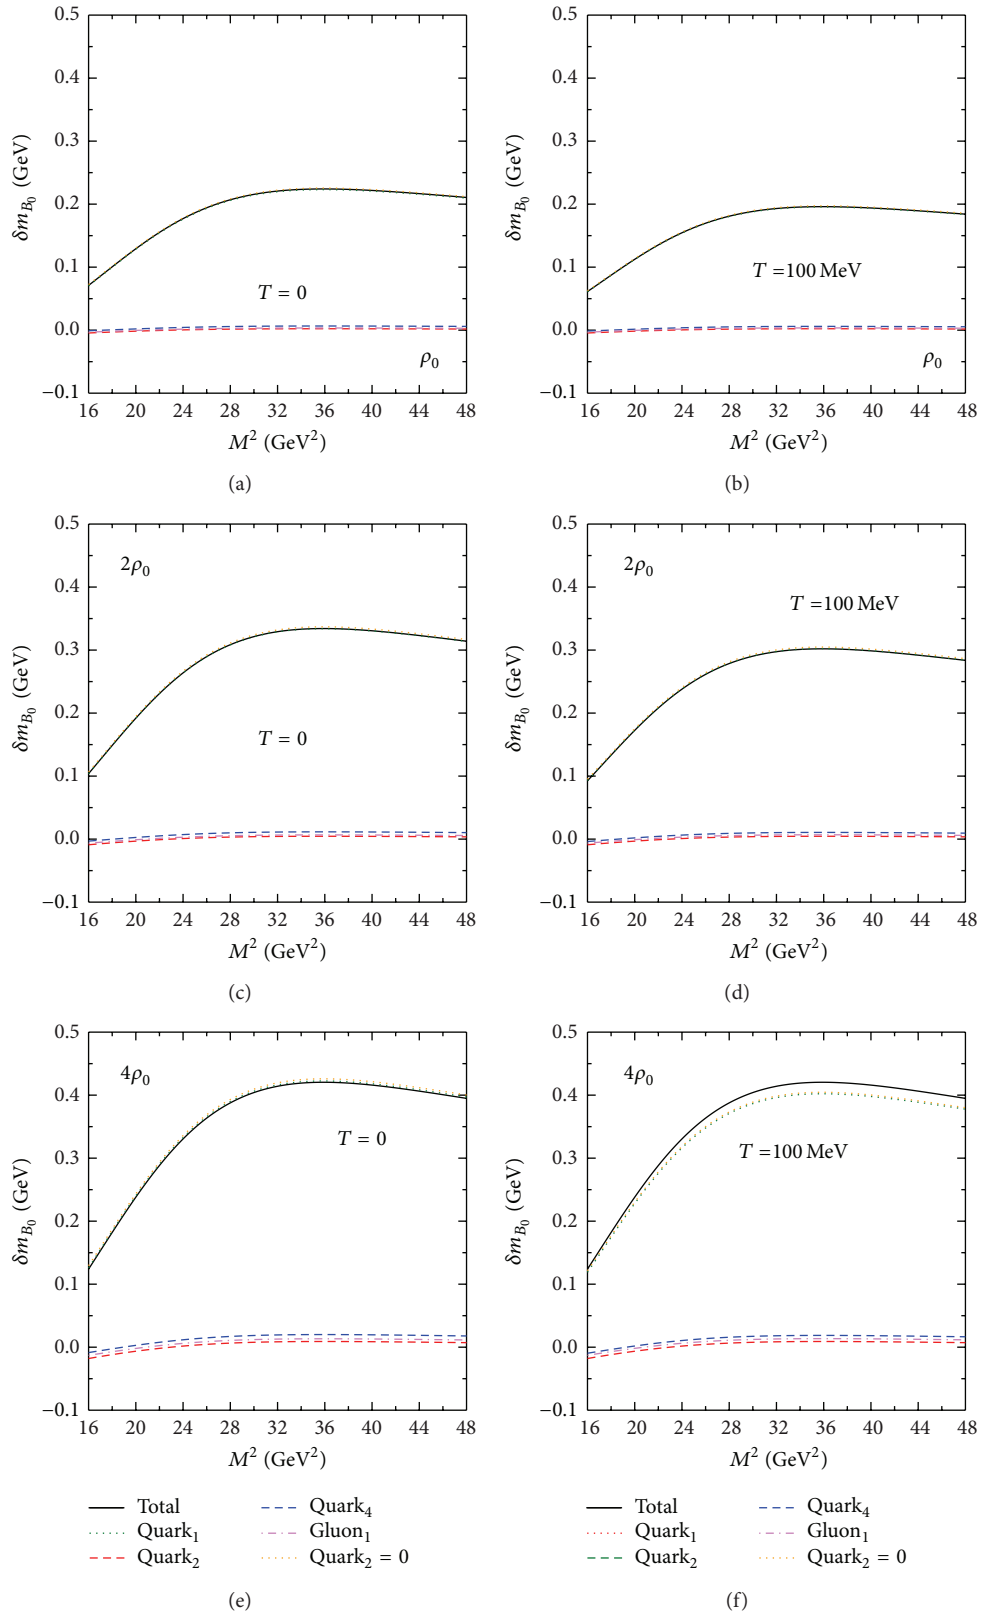 0.5
0.4
0.3
0.2
0.1
0.0
−0.1
δm_{B_0} (GeV)
T = 0
ρ_0
16 20 24 28 32 36 40 44 48
M^2 (GeV^2)
(a)
0.5
0.4
0.3
0.2
0.1
0.0
−0.1
δm_{B_0} (GeV)
T = 100 MeV
ρ_0
16 20 24 28 32 36 40 44 48
M^2 (GeV^2)
(b)
0.5
0.4
0.3
0.2
0.1
0.0
−0.1
δm_{B_0} (GeV)
2ρ_0
T = 0
16 20 24 28 32 36 40 44 48
M^2 (GeV^2)
(c)
0.5
0.4
0.3
0.2
0.1
0.0
−0.1
δm_{B_0} (GeV)
2ρ_0
T = 100 MeV
16 20 24 28 32 36 40 44 48
M^2 (GeV^2)
(d)
0.5
0.4
0.3
0.2
0.1
0.0
−0.1
δm_{B_0} (GeV)
4ρ_0
T = 0
16 20 24 28 32 36 40 44 48
M^2 (GeV^2)
Total
Quark_1
Quark_2
Quark_4
Gluon_1
Quark_2 = 0
(e)
0.5
0.4
0.3
0.2
0.1
0.0
−0.1
δm_{B_0} (GeV)
4ρ_0
T = 100 MeV
16 20 24 28 32 36 40 44 48
M^2 (GeV^2)
Total
Quark_1
Quark_2
Quark_4
Gluon_1
Quark_2 = 0
(f)